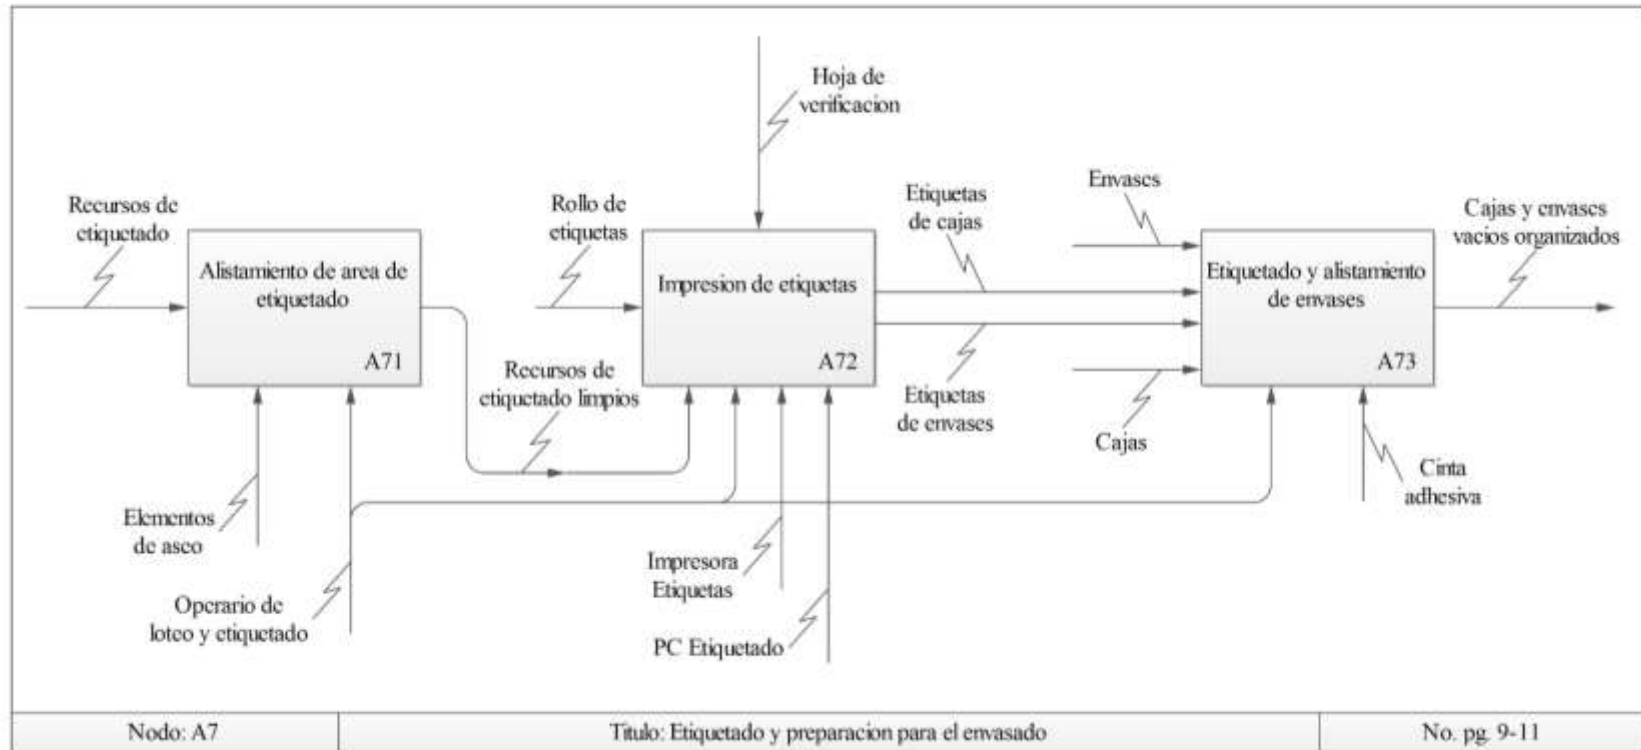 Hoja de
verificacion
Recursos de
etiquetado
Rollo de
etiquetas
Etiquetas
de cajas
Envases
Cajas y envases
vacios organizados
Alistamiento de area de
etiquetado
A71
Impresion de etiquetas
A72
Etiquetado y alistamiento
de envases
A73
Recursos de
etiquetado limpios
Etiquetas
de envases
Cajas
Cinta
adhesiva
Elementos
de aseo
Operario de
loteo y etiquetado
Impresora
Etiquetas
PC Etiquetado
Nodo: A7
Titulo: Etiquetado y preparacion para el envasado
No. pg. 9-11